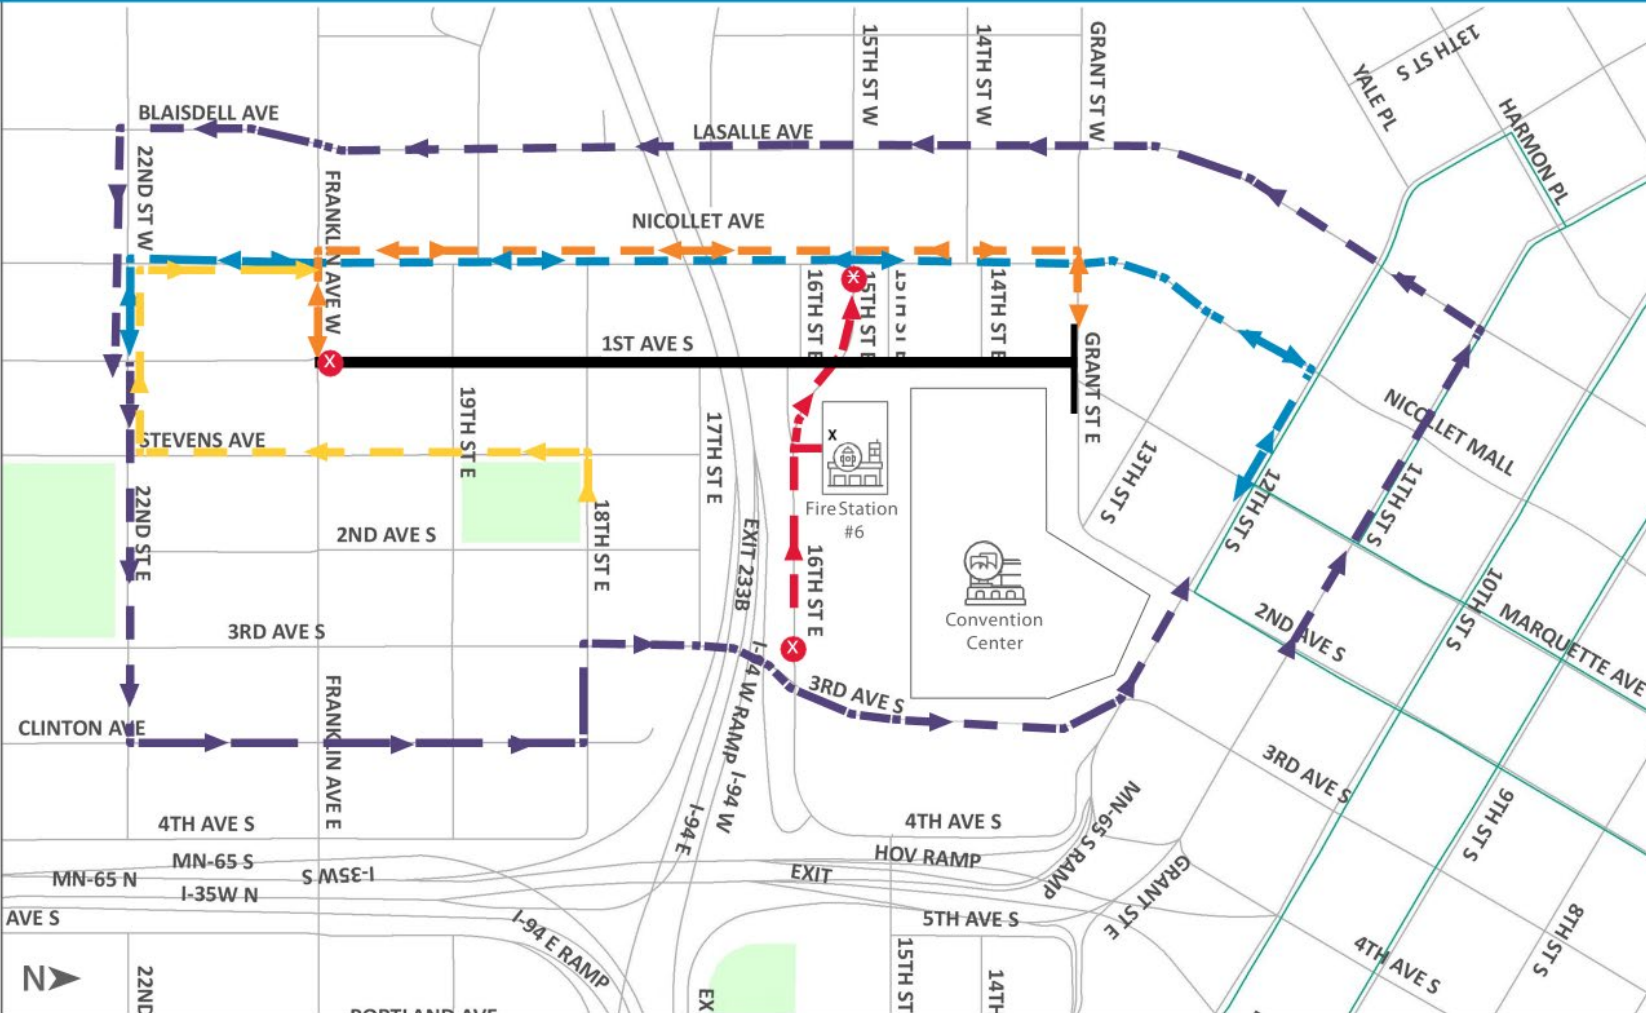 15TH ST W
14TH ST W
GRANT ST W
13TH ST S
YALE PL
HARMON PL
BLAISDELL AVE
LASALLE AVE
22ND ST W
FRANKLIN AVE W
NICOLLET AVE
16TH ST E
15TH ST E
15TH ST E
14TH ST E
1ST AVE S
X
GRANT ST E
19TH ST E
17TH ST E
STEVENS AVE
X
Fire Station
#6
NICOLLET MALL
13TH ST S
12TH ST S
11TH ST S
22ND ST E
18TH ST E
2ND AVE S
EXIT 233B
16TH ST E
Convention
Center
10TH ST S
2ND AVE S
MARQUETTE AVE
3RD AVE S
X
I-94 W RAMP
3RD AVE S
CLINTON AVE
FRANKLIN AVE E
I-94 W
I-94 E
3RD AVE S
9TH ST S
MN-65 S RAMP
4TH AVE S
4TH AVE S
MN-65 S
HOV RAMP
MN-65 N
I-35W S
EXIT
I-35W N
GRANT ST E
AVE S
5TH AVE S
I-94 E RAMP
8TH ST S
4TH AVE S
N
22ND
EX
15TH ST
14TH
PORTLAND AVE